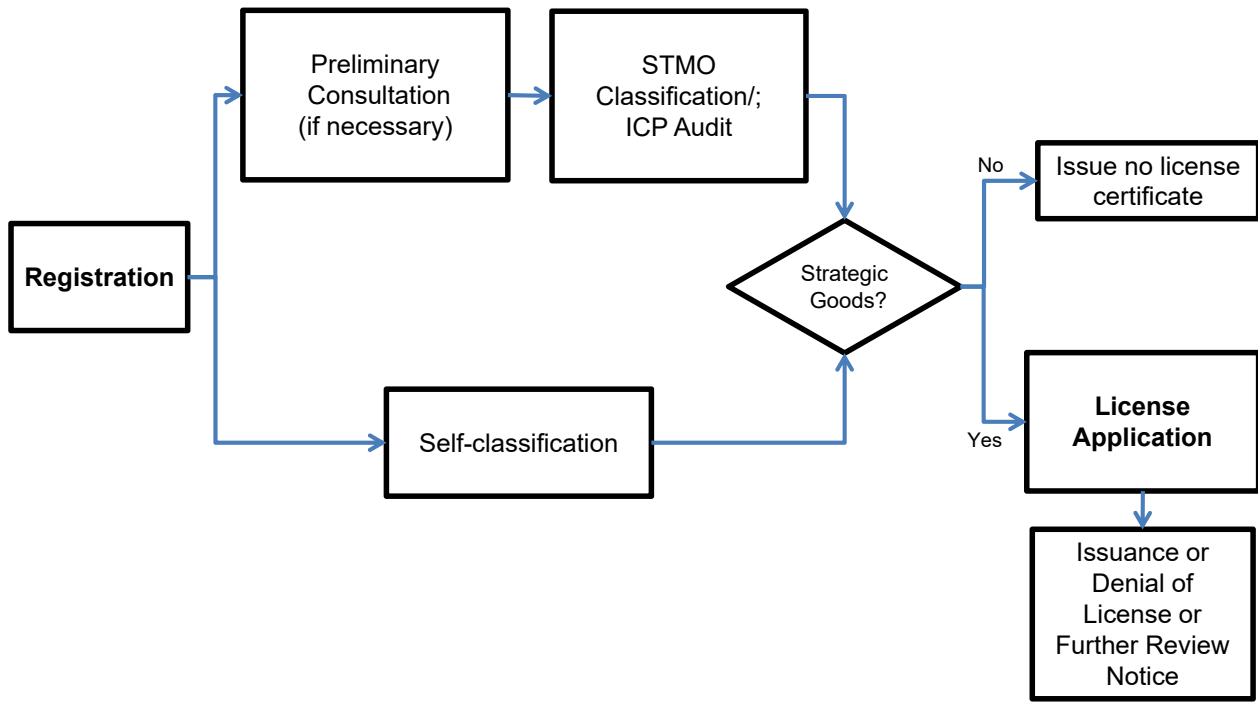 Preliminary
Consultation
(if necessary)
STMO
Classification/;
ICP Audit
No
Issue no license
certificate
Registration
Strategic
Goods?
Self-classification
Yes
License
Application
Issuance or
Denial of
License or
Further Review
Notice